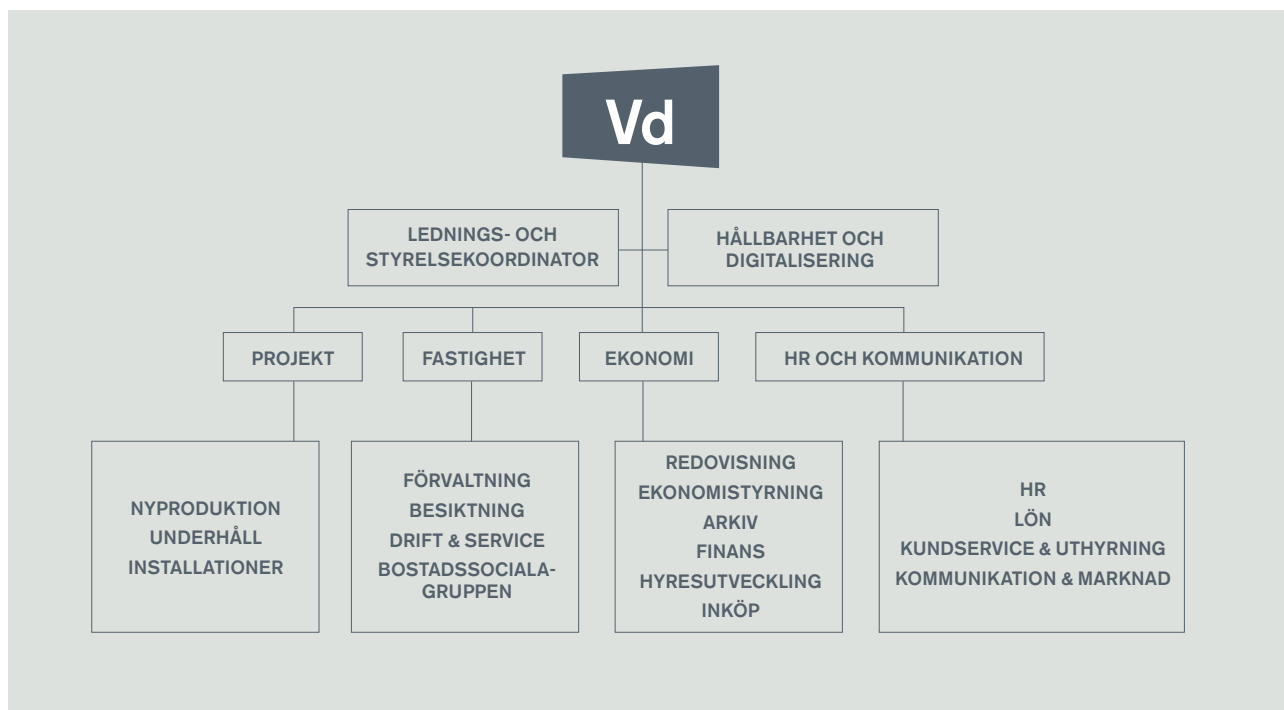 Vd
LEDNINGS- OCH
STYRELSEKOORDINATOR
HÅLLBARHET OCH
DIGITALISERING
PROJEKT
FASTIGHET
EKONOMI
HR OCH KOMMUNIKATION
NYPRODUKTION
UNDERHÅLL
INSTALLATIONER
FÖRVALTNING
BESIKTNING
DRIFT & SERVICE
BOSTADSSOCIALA-
GRUPPEN
REDOVISNING
EKONOMISTYRNING
ARKIV
FINANS
HYRESUTVECKLING
INKÖP
HR
LÖN
KUNDSERVICE & UTHYRNING
KOMMUNIKATION & MARKNAD